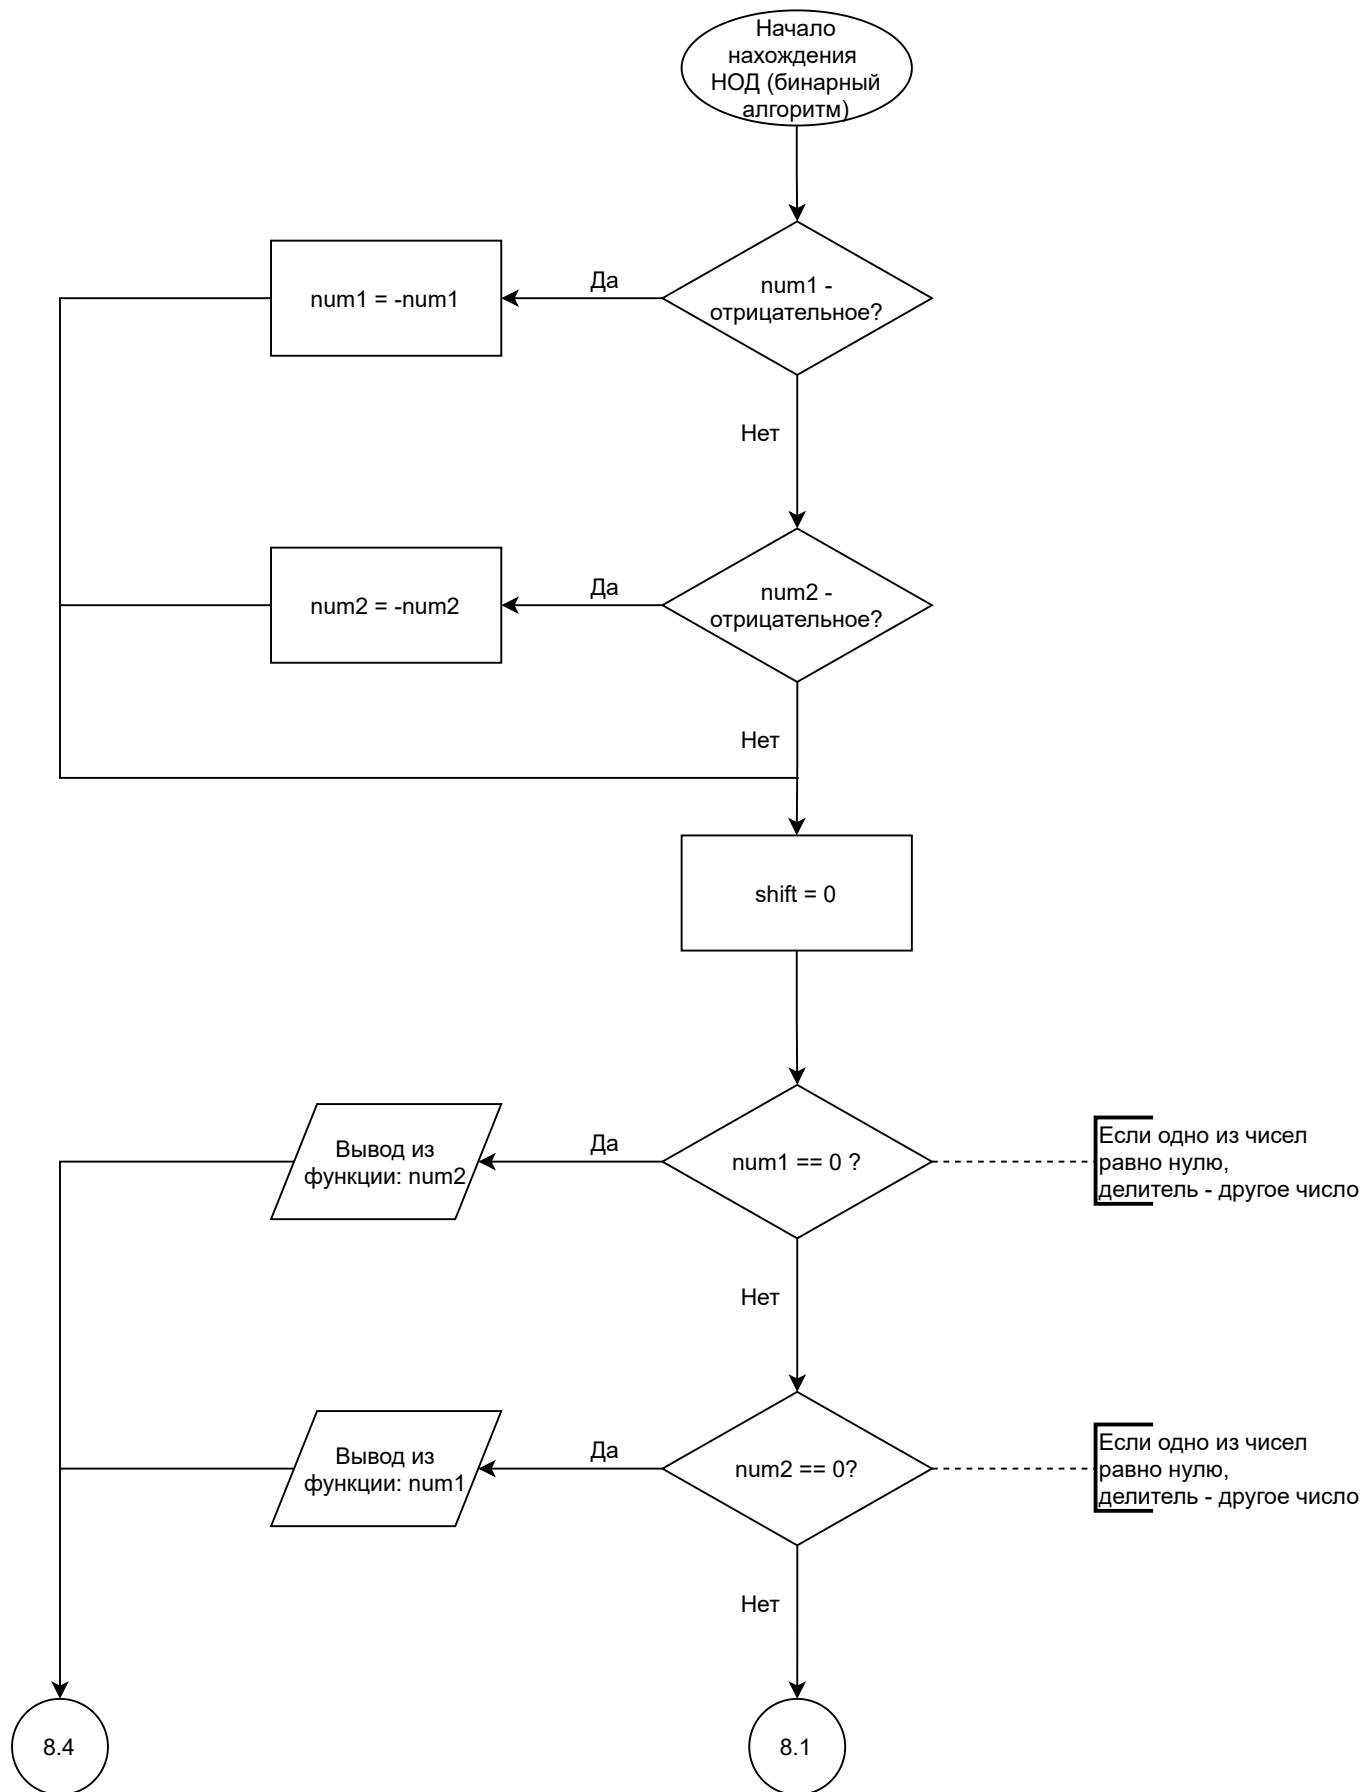 Начало
нахождения
НОД (бинарный
алгоритм)
num1 -
отрицательное?
Да
num1 = -num1
Нет
num2 -
отрицательное?
Да
num2 = -num2
Нет
shift = 0
num1 == 0 ?
Да
Вывод из
функции: num2
Если одно из чисел
равно нулю,
делитель - другое число
Нет
num2 == 0?
Да
Вывод из
функции: num1
Если одно из чисел
равно нулю,
делитель - другое число
Нет
8.4
8.1